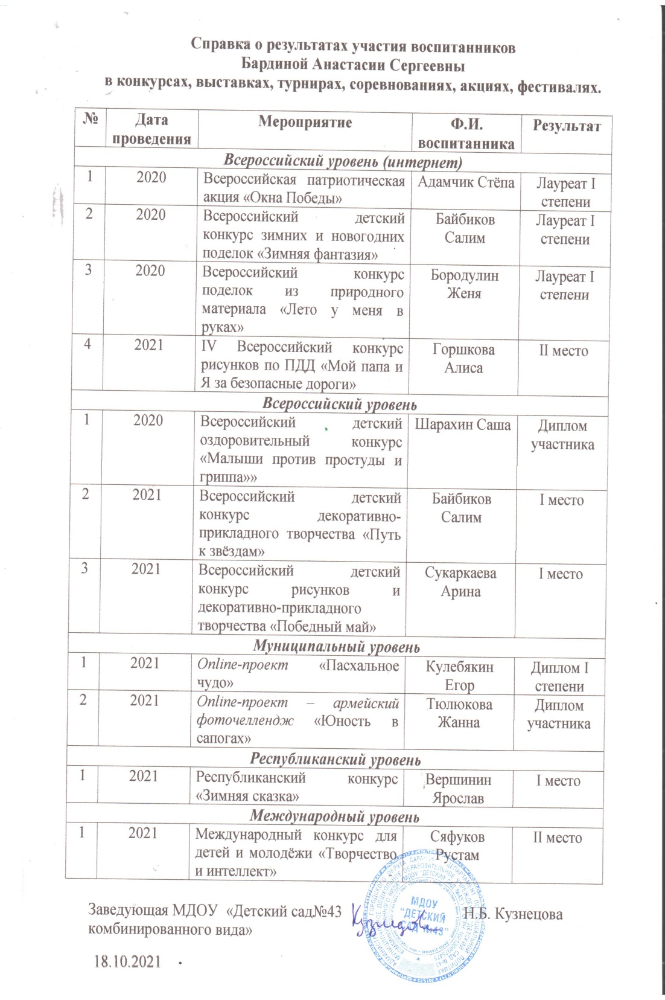 Справка о результатах участия воспитанников
Бардиной Анастасии Сергеевны
в конкурсах, выставках, турнирах, соревнованиях, акциях, фестивалях.
№ Дата Мероприятие Ф.И. Результат
проведения воспитанника
Всероссийский уровень (интернет)
1 2020 Всероссийская патриотическая Адамчик Стёпа Лауреат I
акция «Окна Победы» степени
2 2020 Всероссийский детский Байбиков Лауреат I
конкурс зимних и новогодних Салим степени
поделок «Зимняя фантазия»
3 2020 Всероссийский конкурс Бородулин Лауреат I
поделок из природного Женя степени
материала «Лето у меня в
руках»
4 2021 IV Всероссийский конкурс Горшкова II место
рисунков по ПДД «Мой папа и Алиса
Я за безопасные дороги»
Всероссийский уровень
1 2020 Всероссийский детский Шарахин Саша Диплом
оздоровительный конкурс участника
«Малыши против простуды и
гриппа»»
2 2021 Всероссийский детский Байбиков I место
конкурс декоративно- Салим
прикладного творчества «Путь
к звёздам»
3 2021 Всероссийский детский Сукаркаева I место
конкурс рисунков и Арина
декоративно-прикладного
творчества «Победный май»
Муниципальный уровень
1 2021 Online-проект «Пасхальное Кулебякин Диплом I
чудо» Егор степени
2 2021 Online-проект – армейский Тюлюкова Диплом
фоточеллендж «Юность в Жанна участника
сапогах»
Республиканский уровень
1 2021 Республиканский конкурс Вершинин I место
«Зимняя сказка» Ярослав
Международный уровень
1 2021 Международный конкурс для Сяфуков II место
детей и молодёжи «Творчество Рустам
и интеллект»
Заведующая МДОУ «Детский сад№43 Н.Б. Кузнецова
комбинированного вида»
МДОУ
"ДЕТСКИЙ
САД №43"
18.10.2021